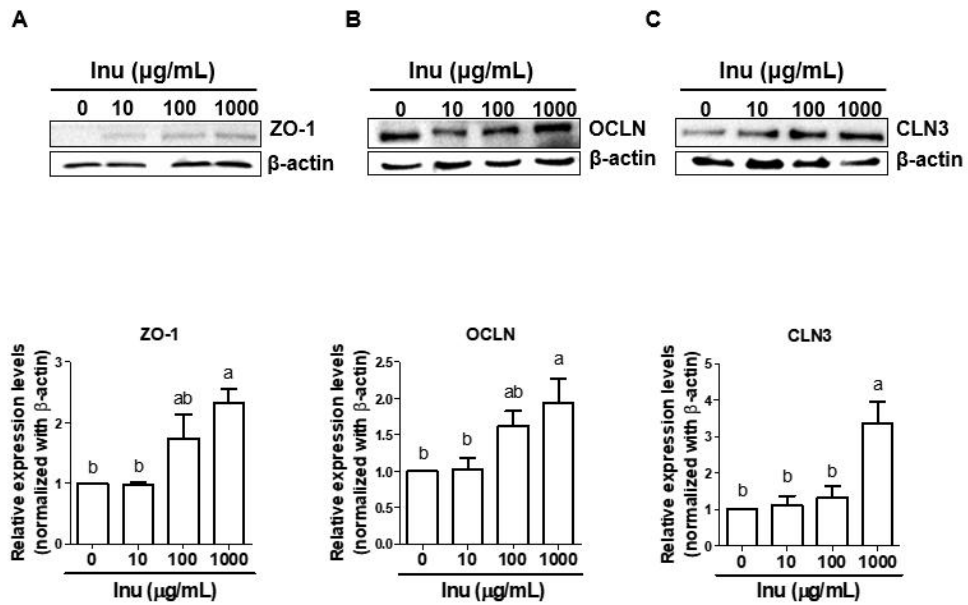 A
Inu (μg/mL)
0 10 100 1000
ZO-1
β-actin
B
Inu (μg/mL)
0 10 100 1000
OCLN
β-actin
C
Inu (μg/mL)
0 10 100 1000
CLN3
β-actin
ZO-1
Relative expression levels
(normalized with β-actin)
3
2
1
0
b b ab a
0 10 100 1000
Inu (μg/mL)
OCLN
Relative expression levels
(normalized with β-actin)
2.5
2.0
1.5
1.0
0.5
0.0
b b ab a
0 10 100 1000
Inu (μg/mL)
CLN3
Relative expression levels
(normalized with β-actin)
5
4
3
2
1
0
b b b a
0 10 100 1000
Inu (μg/mL)